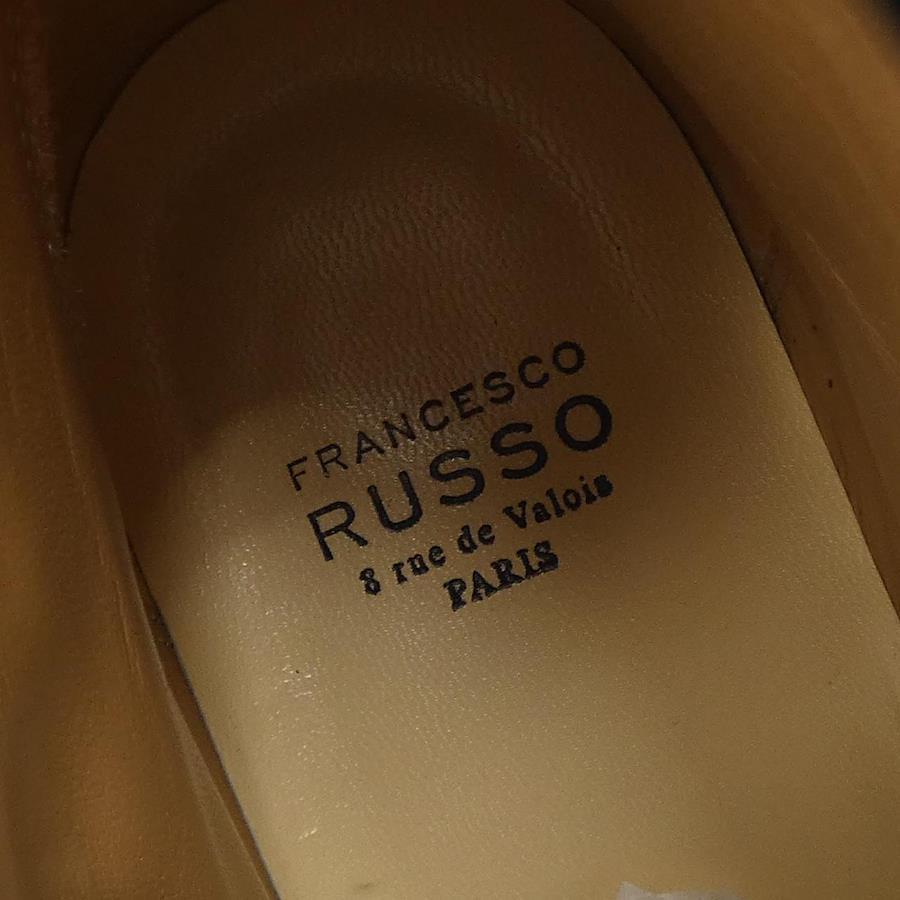 FRANCESCO
RUSSO
8 rue de Valois
PARIS